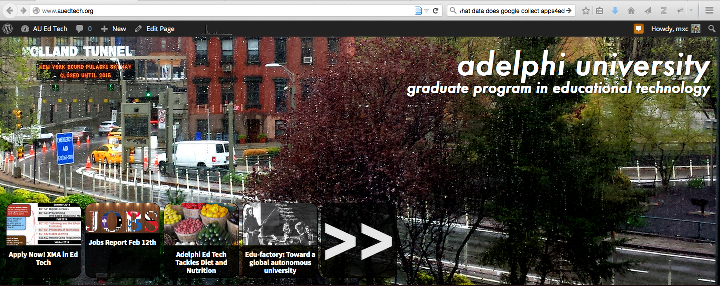 www.auedtech.org
what data does google collect apps4ed
AU Ed Tech
0
+ New
Edit Page
Howdy, mxc
HOLLAND TUNNEL
NEW YORK BOUND PULASKI SKYWAY
CLOSED UNTIL 2016
adelphi university
graduate program in educational technology
EMERGENCY
AID
JOBS
Apply Now! XMA in Ed
Tech
Jobs Report Feb 12th
Adelphi Ed Tech
Tackles Diet and
Nutrition
Edu-factory: Toward a
global autonomous
university
>>